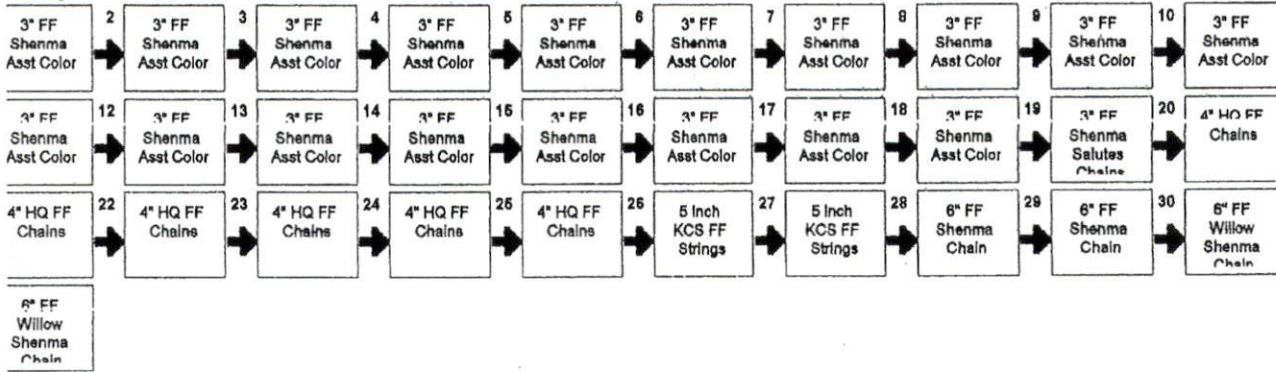 3" FF 2 3" FF 3 3" FF 4 3" FF 5 3" FF 6 3" FF 7 3" FF 8 3" FF 9 3" FF 10 3" FF
Shenma Shenma Shenma Shenma Shenma Shenma Shenma Shenma Shenma Shenma
Asst Color Asst Color Asst Color Asst Color Asst Color Asst Color Asst Color Asst Color Asst Color Asst Color
3" FF 12 3" FF 13 3" FF 14 3" FF 15 3" FF 16 3" FF 17 3" FF 18 3" FF 19 3" FF 20 4" HQ FF
Shenma Shenma Shenma Shenma Shenma Shenma Shenma Shenma Shenma Chains
Asst Color Asst Color Asst Color Asst Color Asst Color Asst Color Asst Color Asst Color Salutes
Chains
4" HQ FF 22 4" HQ FF 23 4" HQ FF 24 4" HQ FF 25 4" HQ FF 26 5 Inch 27 5 Inch 28 6" FF 29 6" FF 30 6" FF
Chains Chains Chains Chains Chains KCS FF KCS FF Shenma Shenma Willow
Strings Strings Chain Chain Shenma
Chain
6" FF
Willow
Shenma
Chain